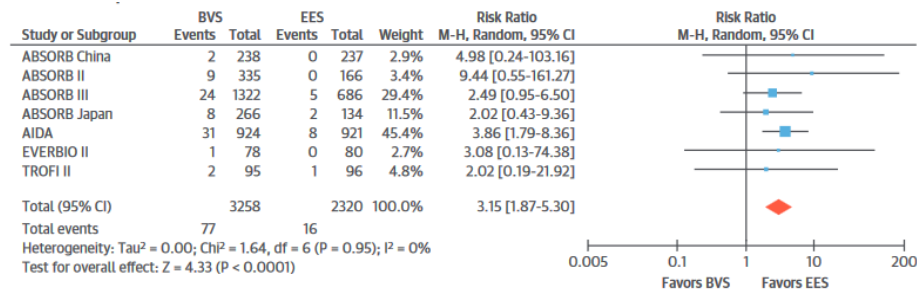 BVS EES Risk Ratio Risk Ratio
Study or Subgroup Events Total Events Total Weight M-H, Random, 95% CI M-H, Random, 95% CI
ABSORB China 2 238 0 237 2.9% 4.98 [0.24-103.16]
ABSORB II 9 335 0 166 3.4% 9.44 [0.55-161.27]
ABSORB III 24 1322 5 686 29.4% 2.49 [0.95-6.50]
ABSORB Japan 8 266 2 134 11.5% 2.02 [0.43-9.36]
AIDA 31 924 8 921 45.4% 3.86 [1.79-8.36]
EVERBIO II 1 78 0 80 2.7% 3.08 [0.13-74.38]
TROFI II 2 95 1 96 4.8% 2.02 [0.19-21.92]
Total (95% CI) 3258 2320 100.0% 3.15 [1.87-5.30]
Total events 77 16
Heterogeneity: Tau² = 0.00; Chi² = 1.64, df = 6 (P = 0.95); I² = 0%
Test for overall effect: Z = 4.33 (P < 0.0001)
0.005 0.1 1 10 200
Favors BVS Favors EES